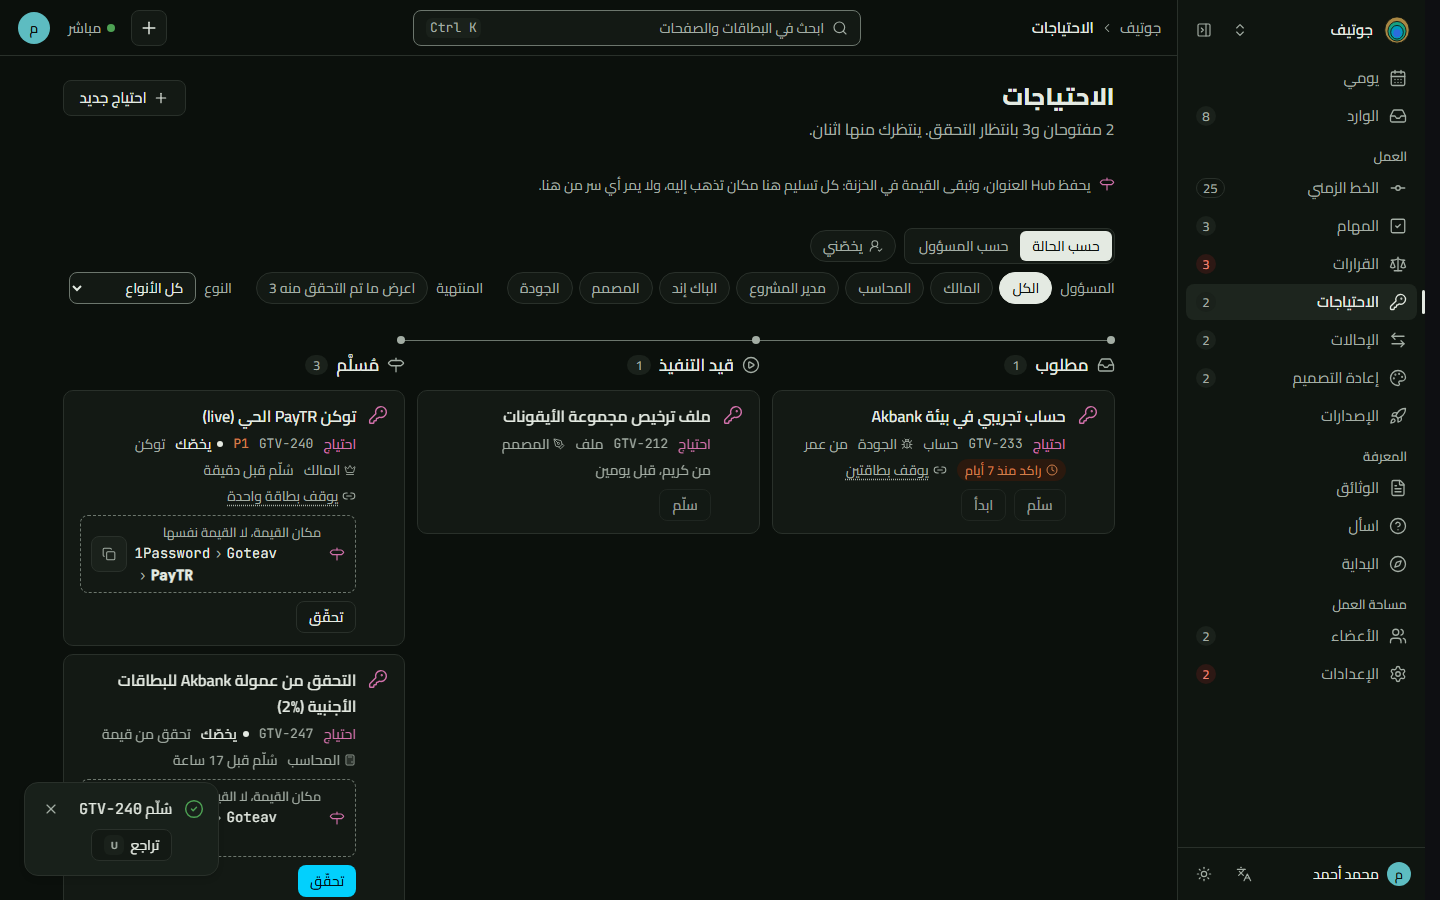 جوتيف
يومي
الوارد 8
العمل
الخط الزمني 25
المهام 3
القرارات 3
الاحتياجات 2
الإحالات 2
إعادة التصميم 2
الإصدارات
المعرفة
الوثائق
اسأل
البداية
مساحة العمل
الأعضاء 2
الإعدادات 2
محمد أحمد م
جوتيف الاحتياجات
ابحث في البطاقات والصفحات Ctrl K
مباشر م
الاحتياجات
احتياج جديد
2 مفتوحان و3 بانتظار التحقق. ينتظرك منها اثنان.
يحفظ Hub العنوان، وتبقى القيمة في الخزنة: كل تسليم هنا مكان تذهب إليه، ولا يمر أي سر من هنا.
حسب الحالة حسب المسؤول يخصّني
المسؤول الكل المالك المحاسب مدير المشروع الباك إند المصمم الجودة المنتهية اعرض ما تم التحقق منه 3 النوع كل الأنواع
مطلوب 1
حساب تجريبي في بيئة Akbank
احتياج GTV-233 حساب الجودة من عمر
راكد منذ 7 أيام يوقف بطاقتين
سلّم ابدأ
قيد التنفيذ 1
ملف ترخيص مجموعة الأيقونات
احتياج GTV-212 ملف المصمم
من كريم، قبل يومين
سلّم
مُسلَّم 3
توكن PayTR الحي (live)
احتياج GTV-240 P1 يخصّك توكن
المالك سُلّم قبل دقيقة
يوقف بطاقة واحدة
مكان القيمة، لا القيمة نفسها
1Password › Goteav
› PayTR
تحقّق
التحقق من عمولة Akbank للبطاقات
الأجنبية (2%)
احتياج GTV-247 يخصّك تحقق من قيمة
المحاسب سُلّم قبل 17 ساعة
مكان القيمة، لا
› Goteav
تحقّق
سُلّم GTV-240
تراجع U